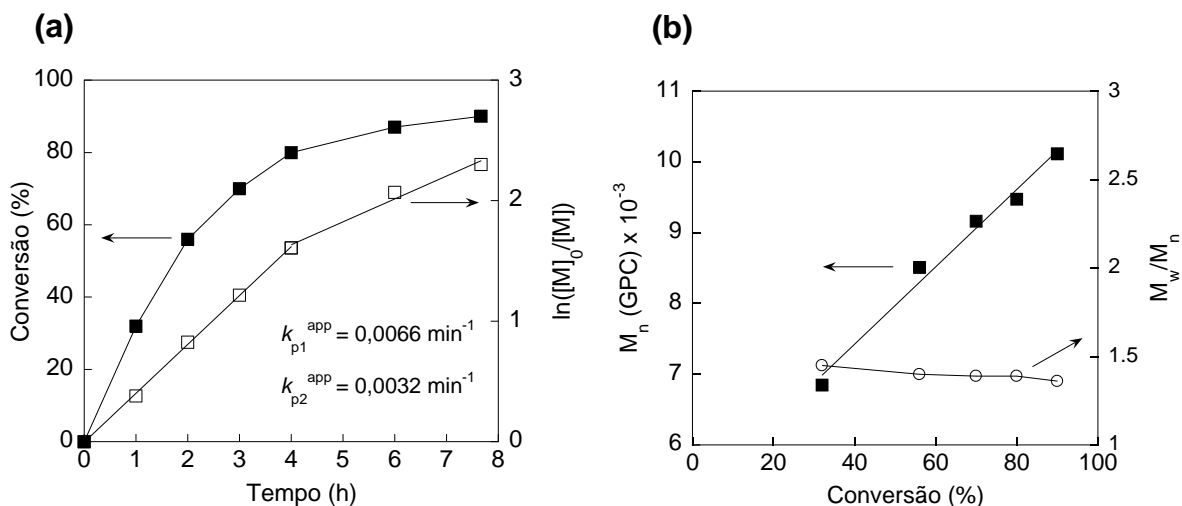 (a)
100
80
60
40
20
0
Conversão (%)
0 1 2 3 4 5 6 7 8
Tempo (h)
3
2
1
0
ln([M]0/[M])
kp1app = 0,0066 min-1
kp2app = 0,0032 min-1
(b)
11
10
9
8
7
6
Mn (GPC) x 10-3
0 20 40 60 80 100
Conversão (%)
3
2.5
2
1.5
1
Mw/Mn